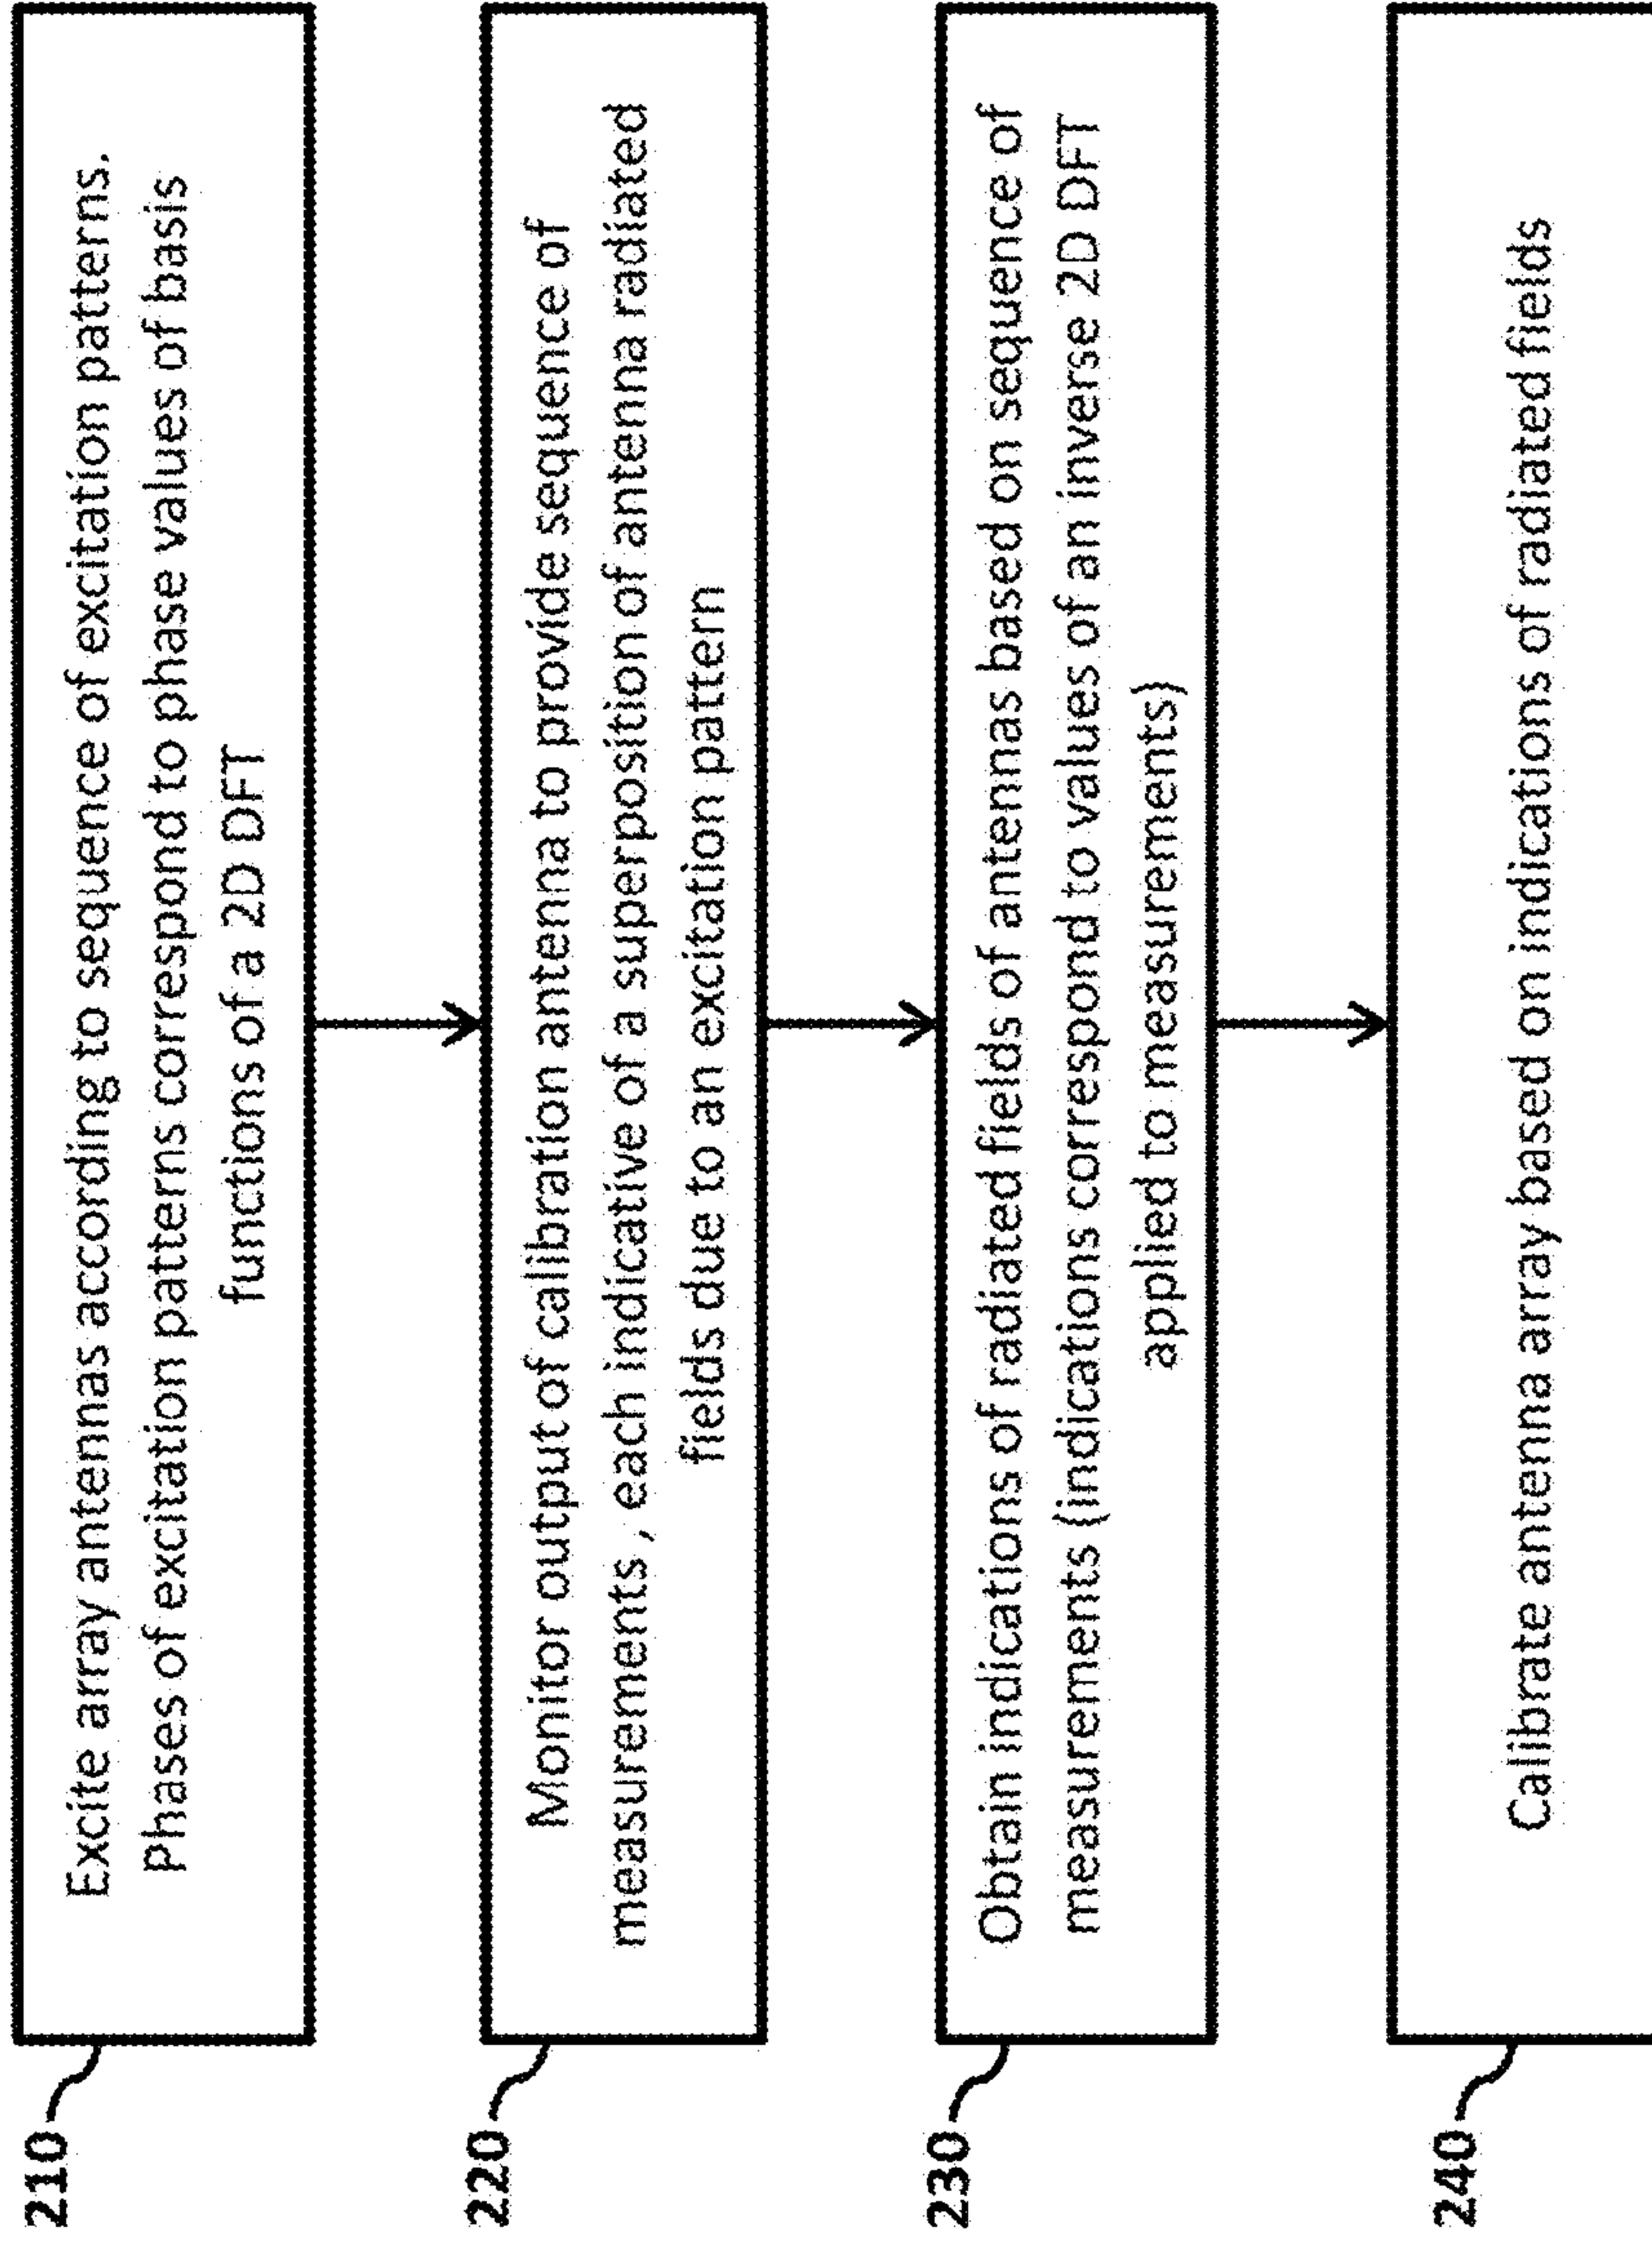 210
Excite array antennas according to sequence of excitation patterns.
Phases of excitation patterns correspond to phase values of basis
functions of a 2D DFT
220
Monitor output of calibration antenna to provide sequence of
measurements , each indicative of a superposition of antenna radiated
fields due to an excitation pattern
230
Obtain indications of radiated fields of antennas based on sequence of
measurements (indications correspond to values of an inverse 2D DFT
applied to measurements)
240
Calibrate antenna array based on indications of radiated fields